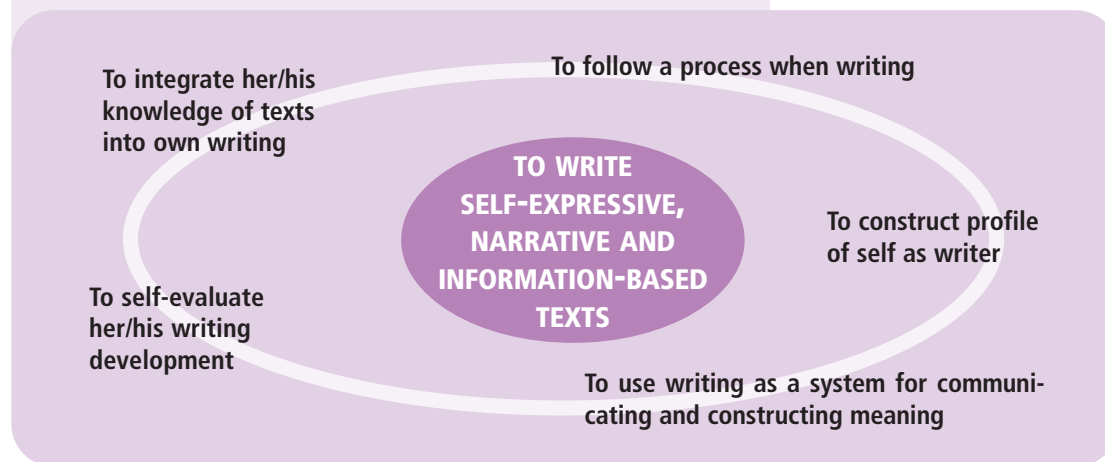 To follow a process when writing
To integrate her/his
knowledge of texts
into own writing
TO WRITE
SELF-EXPRESSIVE,
NARRATIVE AND
INFORMATION-BASED
TEXTS
To construct profile
of self as writer
To self-evaluate
her/his writing
development
To use writing as a system for communi-
cating and constructing meaning